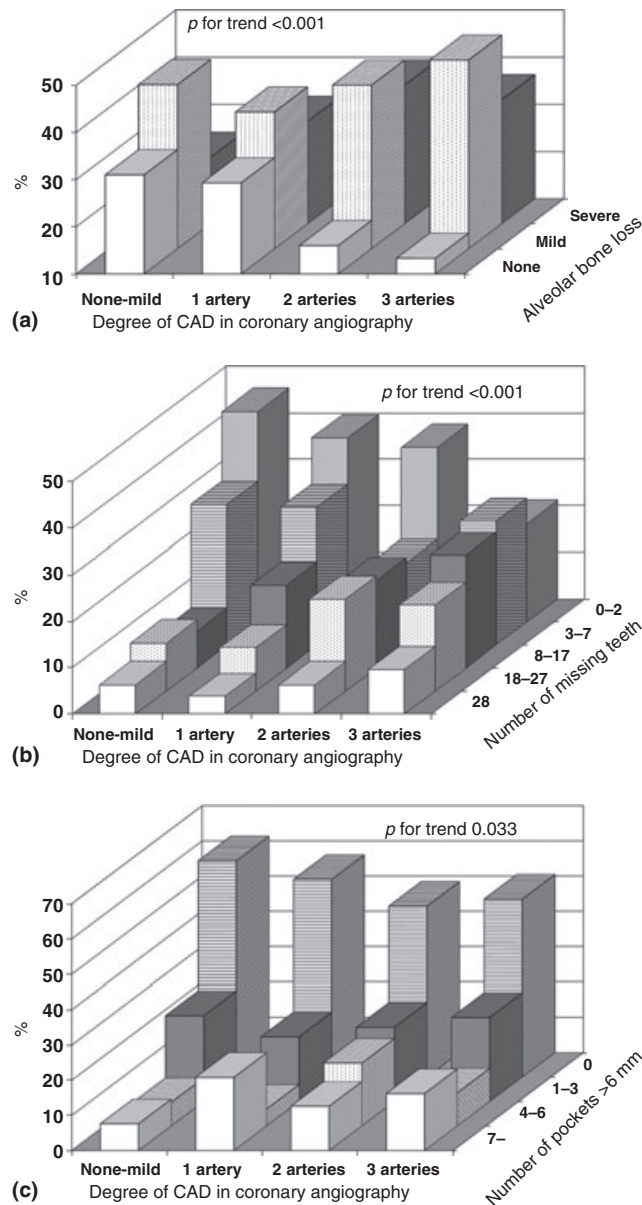 p for trend <0.001
50
40
30
20
10
%
None-mild 1 artery 2 arteries 3 arteries
None
Mild
Severe
Alveolar bone loss
(a) Degree of CAD in coronary angiography
p for trend <0.001
50
40
30
20
10
0
%
None-mild 1 artery 2 arteries 3 arteries
28
18–27
8–17
3–7
0–2
Number of missing teeth
(b) Degree of CAD in coronary angiography
p for trend 0.033
70
60
50
40
30
20
10
0
%
None-mild 1 artery 2 arteries 3 arteries
7–
4–6
1–3
0
Number of pockets >6 mm
(c) Degree of CAD in coronary angiography